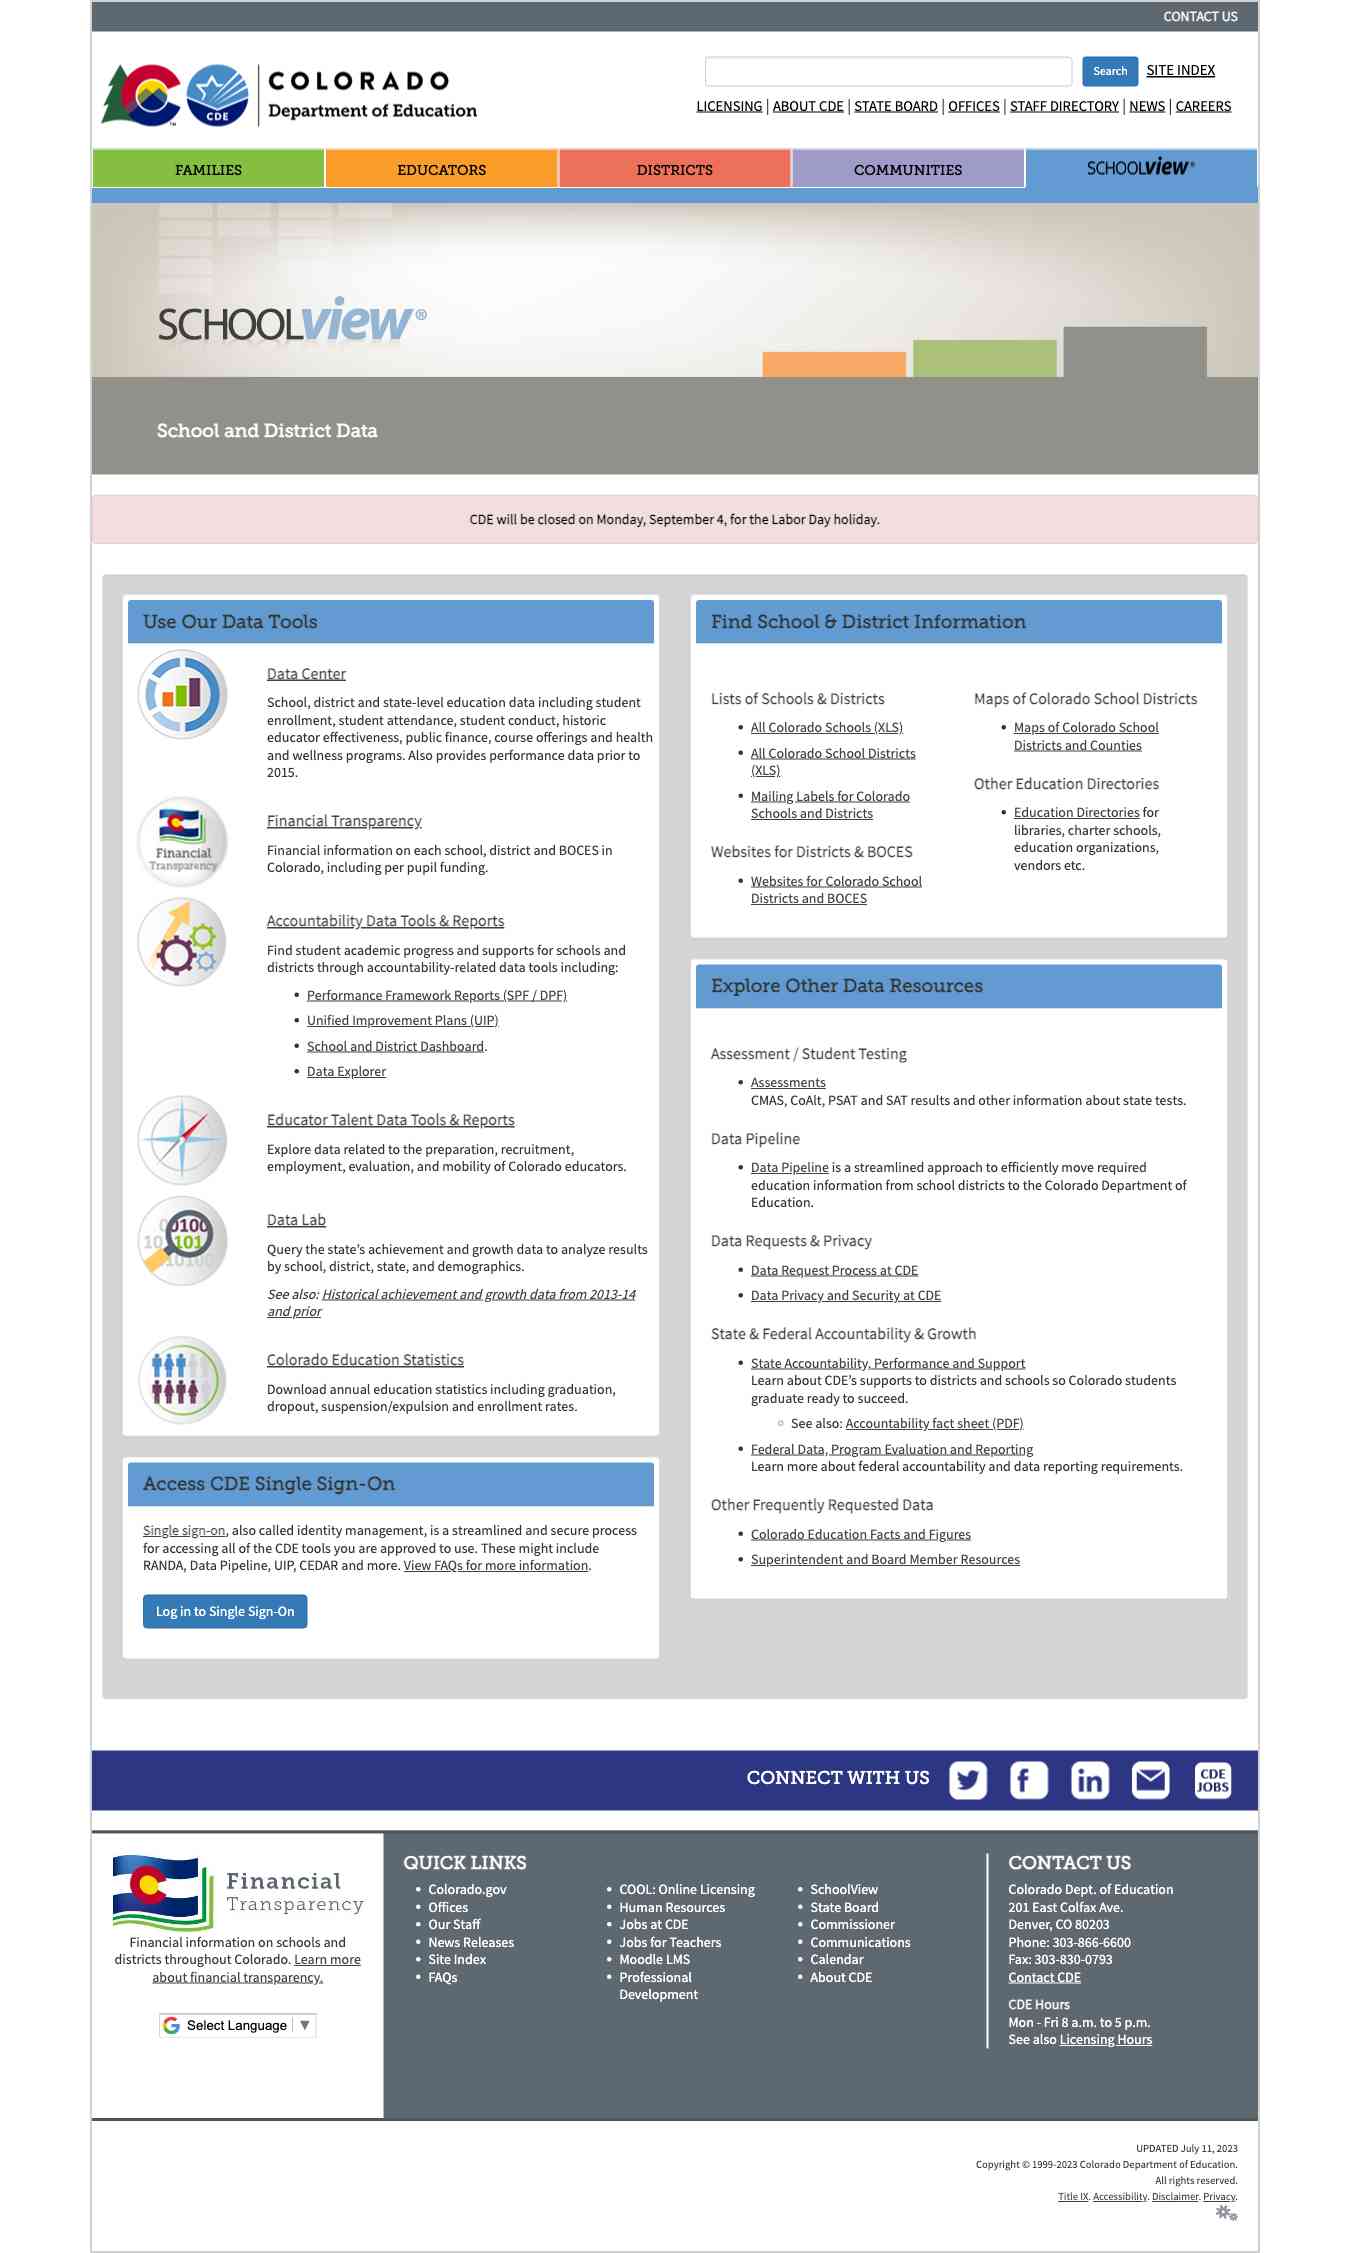 CONTACT US
COLORADO
Department of Education
CDE
TM
Search
SITE INDEX
LICENSING | ABOUT CDE | STATE BOARD | OFFICES | STAFF DIRECTORY | NEWS | CAREERS
FAMILIES
EDUCATORS
DISTRICTS
COMMUNITIES
SCHOOLview®
SCHOOLview®
School and District Data
CDE will be closed on Monday, September 4, for the Labor Day holiday.
Use Our Data Tools
Data Center
School, district and state-level education data including student
enrollment, student attendance, student conduct, historic
educator effectiveness, public finance, course offerings and health
and wellness programs. Also provides performance data prior to
2015.
Financial
Transparency
Financial Transparency
Financial information on each school, district and BOCES in
Colorado, including per pupil funding.
Accountability Data Tools & Reports
Find student academic progress and supports for schools and
districts through accountability-related data tools including:
• Performance Framework Reports (SPF / DPF)
• Unified Improvement Plans (UIP)
• School and District Dashboard.
• Data Explorer
Educator Talent Data Tools & Reports
Explore data related to the preparation, recruitment,
employment, evaluation, and mobility of Colorado educators.
00100
10 101
10100
Data Lab
Query the state's achievement and growth data to analyze results
by school, district, state, and demographics.
See also: Historical achievement and growth data from 2013-14
and prior
Colorado Education Statistics
Download annual education statistics including graduation,
dropout, suspension/expulsion and enrollment rates.
Access CDE Single Sign-On
Single sign-on, also called identity management, is a streamlined and secure process
for accessing all of the CDE tools you are approved to use. These might include
RANDA, Data Pipeline, UIP, CEDAR and more. View FAQs for more information.
Log in to Single Sign-On
Find School & District Information
Lists of Schools & Districts
• All Colorado Schools (XLS)
• All Colorado School Districts
(XLS)
• Mailing Labels for Colorado
Schools and Districts
Websites for Districts & BOCES
• Websites for Colorado School
Districts and BOCES
Maps of Colorado School Districts
• Maps of Colorado School
Districts and Counties
Other Education Directories
• Education Directories for
libraries, charter schools,
education organizations,
vendors etc.
Explore Other Data Resources
Assessment / Student Testing
• Assessments
CMAS, CoAlt, PSAT and SAT results and other information about state tests.
Data Pipeline
• Data Pipeline is a streamlined approach to efficiently move required
education information from school districts to the Colorado Department of
Education.
Data Requests & Privacy
• Data Request Process at CDE
• Data Privacy and Security at CDE
State & Federal Accountability & Growth
• State Accountability, Performance and Support
Learn about CDE's supports to districts and schools so Colorado students
graduate ready to succeed.
○ See also: Accountability fact sheet (PDF)
• Federal Data, Program Evaluation and Reporting
Learn more about federal accountability and data reporting requirements.
Other Frequently Requested Data
• Colorado Education Facts and Figures
• Superintendent and Board Member Resources
CONNECT WITH US
CDE
JOBS
Financial
Transparency
Financial information on schools and
districts throughout Colorado. Learn more
about financial transparency.
Select Language ▼
QUICK LINKS
• Colorado.gov
• Offices
• Our Staff
• News Releases
• Site Index
• FAQs
• COOL: Online Licensing
• Human Resources
• Jobs at CDE
• Jobs for Teachers
• Moodle LMS
• Professional
Development
• SchoolView
• State Board
• Commissioner
• Communications
• Calendar
• About CDE
CONTACT US
Colorado Dept. of Education
201 East Colfax Ave.
Denver, CO 80203
Phone: 303-866-6600
Fax: 303-830-0793
Contact CDE
CDE Hours
Mon - Fri 8 a.m. to 5 p.m.
See also Licensing Hours
UPDATED July 11, 2023
Copyright © 1999-2023 Colorado Department of Education.
All rights reserved.
Title IX. Accessibility. Disclaimer. Privacy.